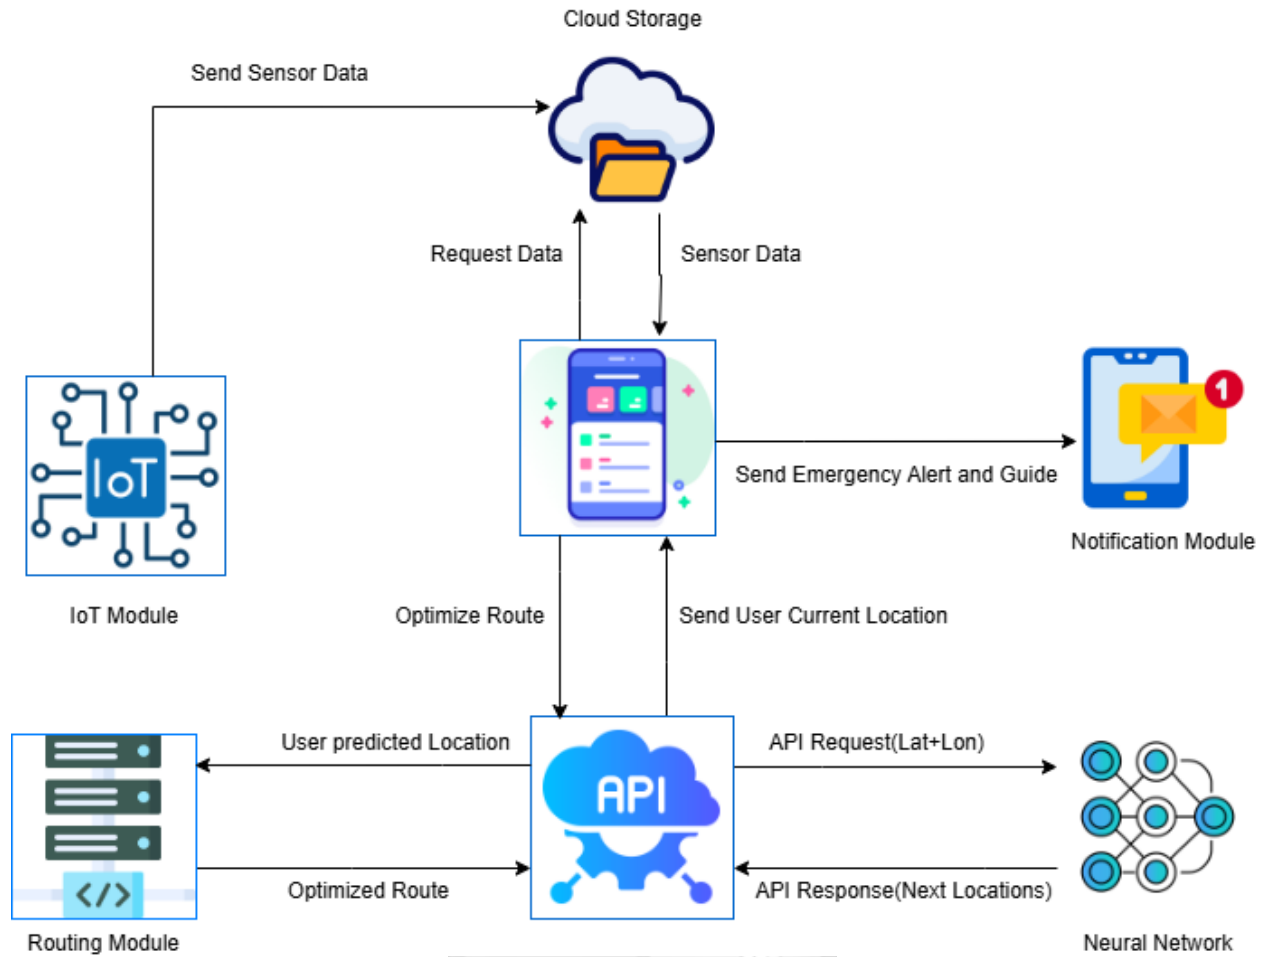 Cloud Storage
Send Sensor Data
Request Data
Sensor Data
IoT
1
Send Emergency Alert and Guide
Notification Module
IoT Module
Optimize Route
Send User Current Location
User predicted Location
API Request(Lat+Lon)
API
</>
Optimized Route
API Response(Next Locations)
Routing Module
Neural Network